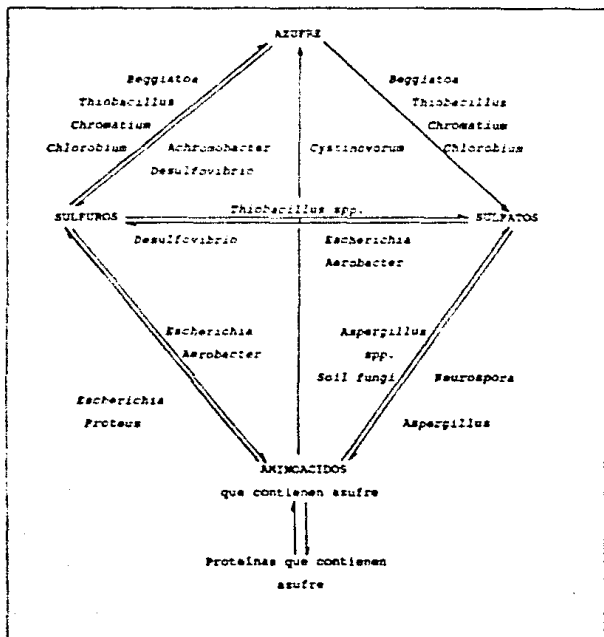 AZUFRE
Beggiatoa
Thiobacillus
Chromatium
Chlorobium
Achromobacter
Desulfovibrio
Cystinovorum
Beggiatoa
Thiobacillus
Chromatium
Chlorobium
SULFUROS
Thiobacillus spp.
SULFATOS
Desulfovibrio
Escherichia
Aerobacter
Escherichia
Aerobacter
Aspergillus
spp.
Soil fungi
Neurospora
Escherichia
Proteus
Aspergillus
AMINOACIDOS
que contienen azufre
Proteínas que contienen
azufre